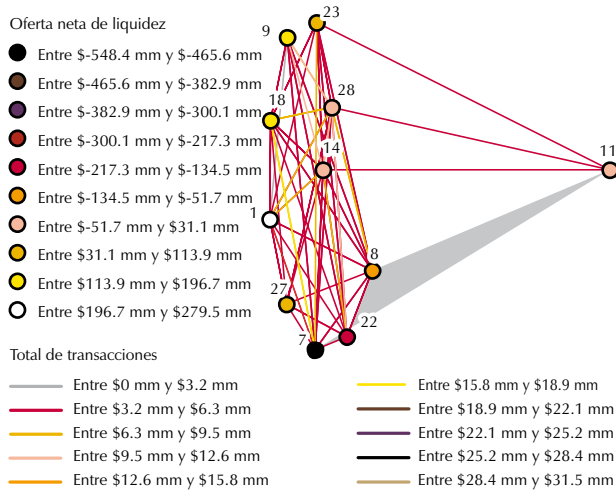 Oferta neta de liquidez
Entre $-548.4 mm y $-465.6 mm
Entre $-465.6 mm y $-382.9 mm
Entre $-382.9 mm y $-300.1 mm
Entre $-300.1 mm y $-217.3 mm
Entre $-217.3 mm y $-134.5 mm
Entre $-134.5 mm y $-51.7 mm
Entre $-51.7 mm y $31.1 mm
Entre $31.1 mm y $113.9 mm
Entre $113.9 mm y $196.7 mm
Entre $196.7 mm y $279.5 mm
23
9
28
18
14
11
1
8
27
22
7
Total de transacciones
Entre $0 mm y $3.2 mm
Entre $3.2 mm y $6.3 mm
Entre $6.3 mm y $9.5 mm
Entre $9.5 mm y $12.6 mm
Entre $12.6 mm y $15.8 mm
Entre $15.8 mm y $18.9 mm
Entre $18.9 mm y $22.1 mm
Entre $22.1 mm y $25.2 mm
Entre $25.2 mm y $28.4 mm
Entre $28.4 mm y $31.5 mm